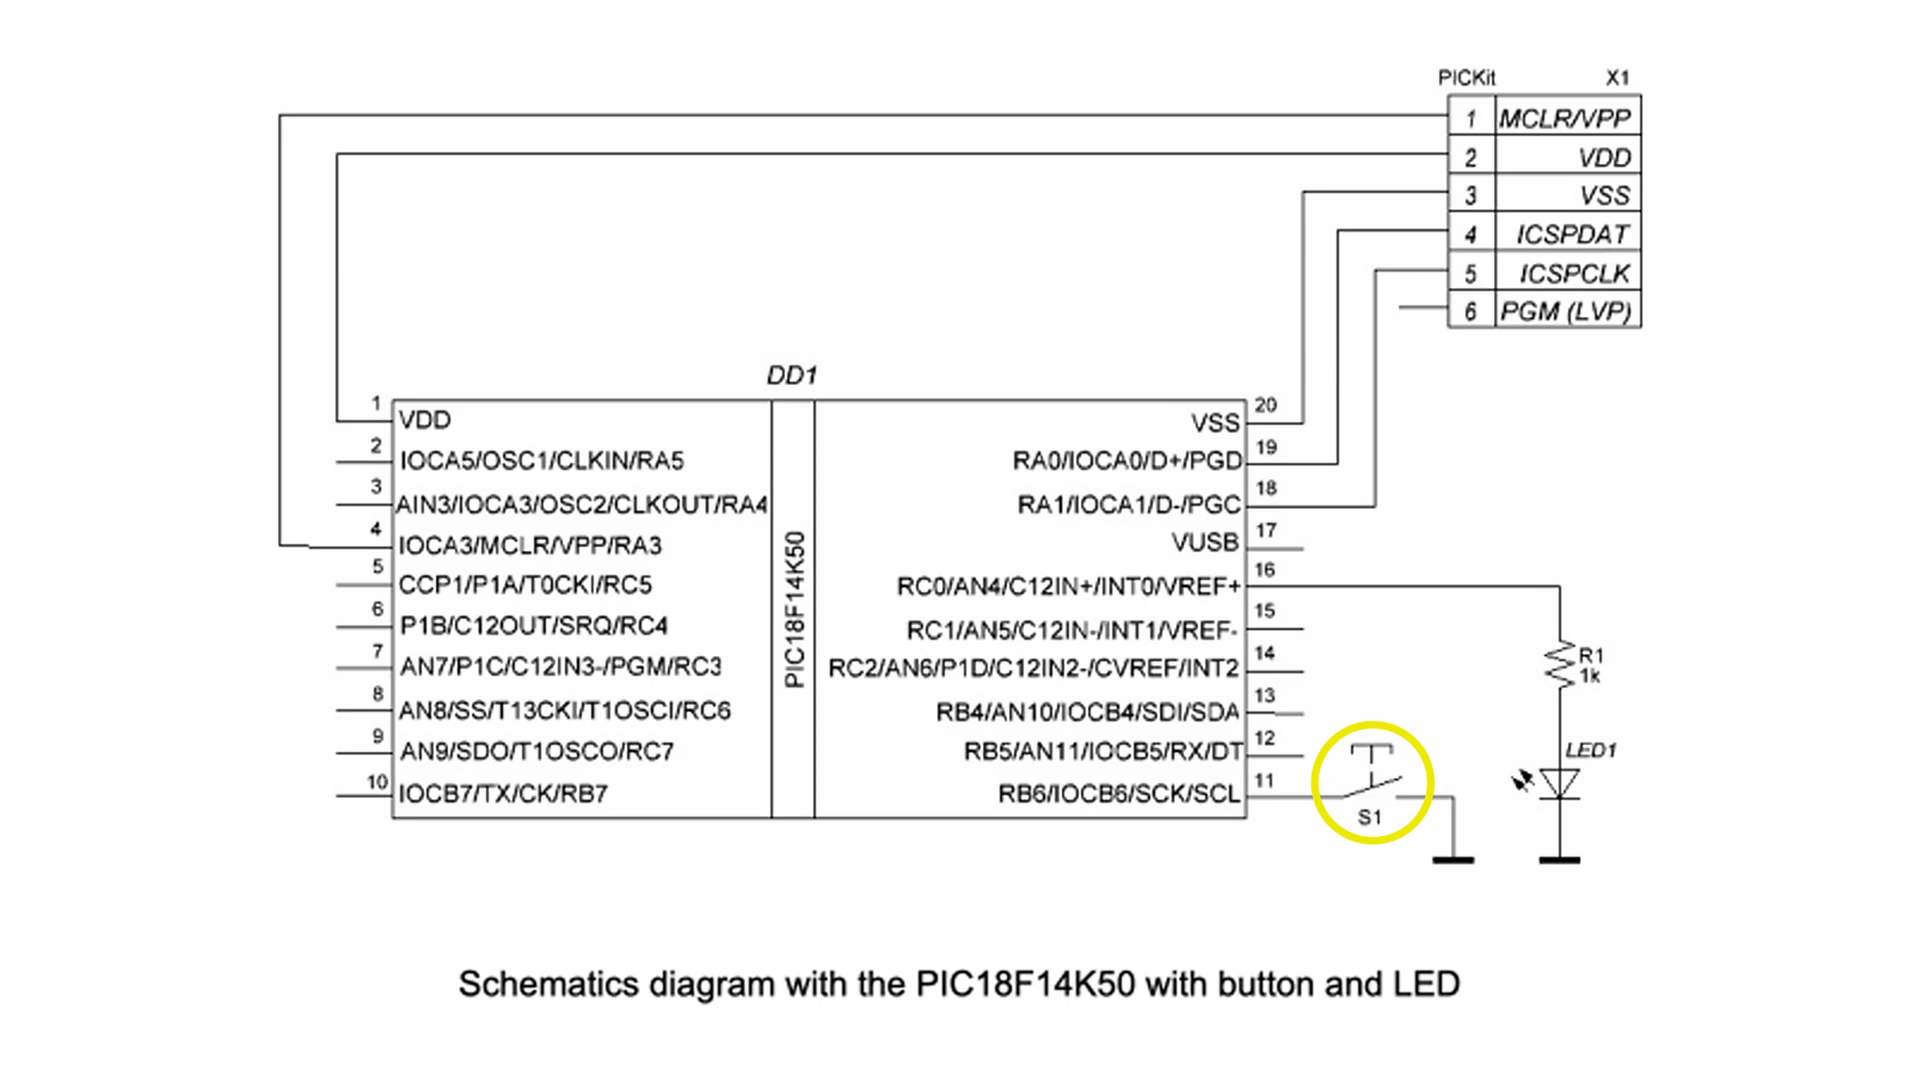 PICKit X1
1 MCLR/VPP
2 VDD
3 VSS
4 ICSPDAT
5 ICSPCLK
6 PGM (LVP)
DD1
PIC18F14K50
1 VDD
2 IOCA5/OSC1/CLKIN/RA5
3 AIN3/IOCA3/OSC2/CLKOUT/RA4
4 IOCA3/MCLR/VPP/RA3
5 CCP1/P1A/T0CKI/RC5
6 P1B/C12OUT/SRQ/RC4
7 AN7/P1C/C12IN3-/PGM/RC3
8 AN8/SS/T13CKI/T1OSCI/RC6
9 AN9/SDO/T1OSCO/RC7
10 IOCB7/TX/CK/RB7
VSS 20
RA0/IOCA0/D+/PGD 19
RA1/IOCA1/D-/PGC 18
VUSB 17
RC0/AN4/C12IN+/INT0/VREF+ 16
RC1/AN5/C12IN-/INT1/VREF- 15
RC2/AN6/P1D/C12IN2-/CVREF/INT2 14
RB4/AN10/IOCB4/SDI/SDA 13
RB5/AN11/IOCB5/RX/DT 12
RB6/IOCB6/SCK/SCL 11
R1
1k
LED1
S1
Schematics diagram with the PIC18F14K50 with button and LED